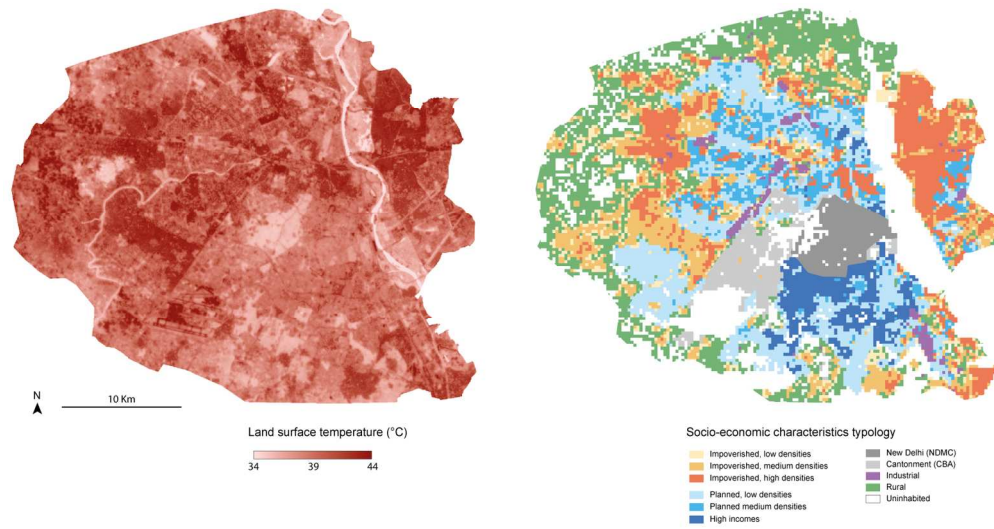 N
10 Km
Land surface temperature (°C)
34
39
44
Socio-economic characteristics typology
Impoverished, low densities
Impoverished, medium densities
Impoverished, high densities
Planned, low densities
Planned medium densities
High incomes
New Delhi (NDMC)
Cantonment (CBA)
Industrial
Rural
Uninhabited